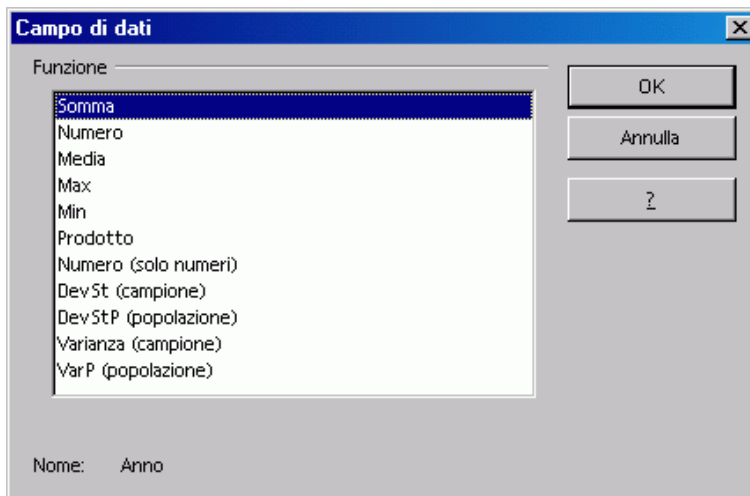 Campo di dati
Funzione
Somma
Numero
Media
Max
Min
Prodotto
Numero (solo numeri)
DevSt (campione)
DevStP (popolazione)
Varianza (campione)
VarP (popolazione)
OK
Annulla
?
Nome: Anno